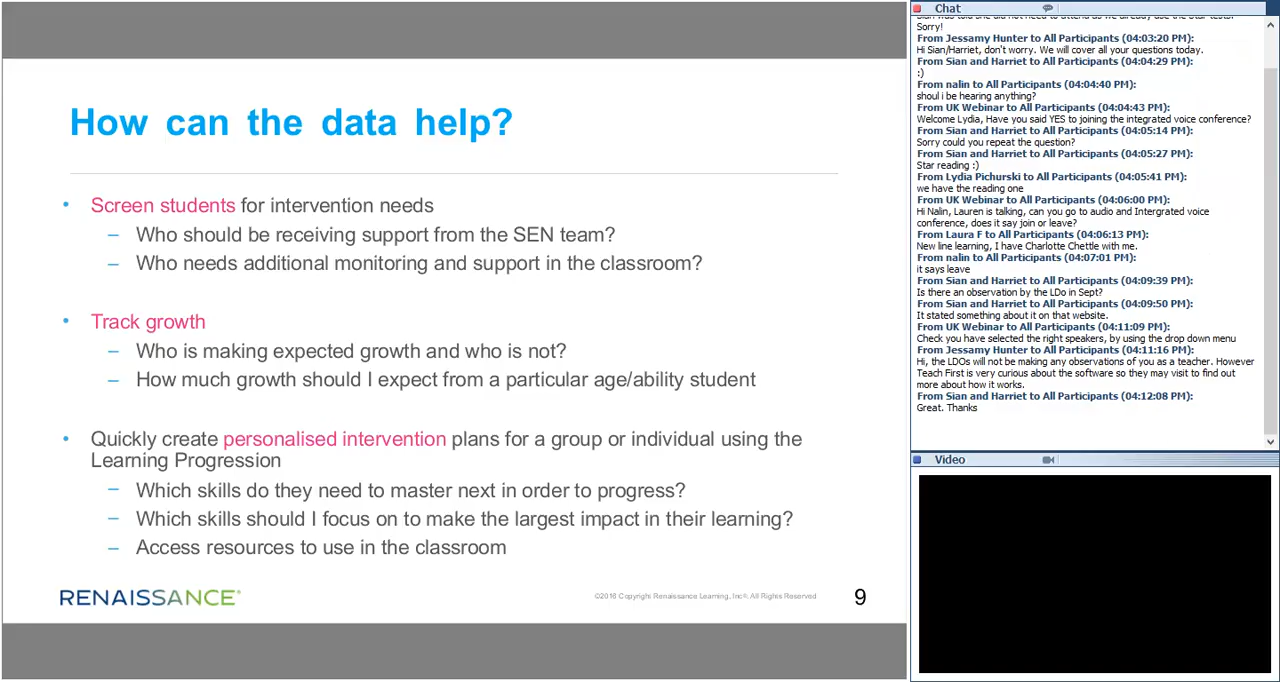 How can the data help?
• Screen students for intervention needs
– Who should be receiving support from the SEN team?
– Who needs additional monitoring and support in the classroom?
• Track growth
– Who is making expected growth and who is not?
– How much growth should I expect from a particular age/ability student
• Quickly create personalised intervention plans for a group or individual using the
Learning Progression
– Which skills do they need to master next in order to progress?
– Which skills should I focus on to make the largest impact in their learning?
– Access resources to use in the classroom
RENAISSANCE®
©2016 Copyright Renaissance Learning, Inc®. All Rights Reserved
9
Chat
Sorry!
From Jessamy Hunter to All Participants (04:03:20 PM):
Hi Sian/Harriet, don't worry. We will cover all your questions today.
From Sian and Harriet to All Participants (04:04:29 PM):
:)
From nalin to All Participants (04:04:40 PM):
shoul i be hearing anything?
From UK Webinar to All Participants (04:04:43 PM):
Welcome Lydia, Have you said YES to joining the integrated voice conference?
From Sian and Harriet to All Participants (04:05:14 PM):
Sorry could you repeat the question?
From Sian and Harriet to All Participants (04:05:27 PM):
Star reading :)
From Lydia Pichurski to All Participants (04:05:41 PM):
we have the reading one
From UK Webinar to All Participants (04:06:00 PM):
Hi Nalin, Lauren is talking, can you go to audio and Intergrated voice
conference, does it say join or leave?
From Laura F to All Participants (04:06:13 PM):
New line learning, I have Charlotte Chettle with me.
From nalin to All Participants (04:07:01 PM):
it says leave
From Sian and Harriet to All Participants (04:09:39 PM):
Is there an observation by the LDo in Sept?
From Sian and Harriet to All Participants (04:09:50 PM):
It stated something about it on that website.
From UK Webinar to All Participants (04:11:09 PM):
Check you have selected the right speakers, by using the drop down menu
From Jessamy Hunter to All Participants (04:11:16 PM):
Hi, the LDOs will not be making any observations of you as a teacher. However
Teach First is very curious about the software so they may visit to find out
more about how it works.
From Sian and Harriet to All Participants (04:12:08 PM):
Great. Thanks
Video